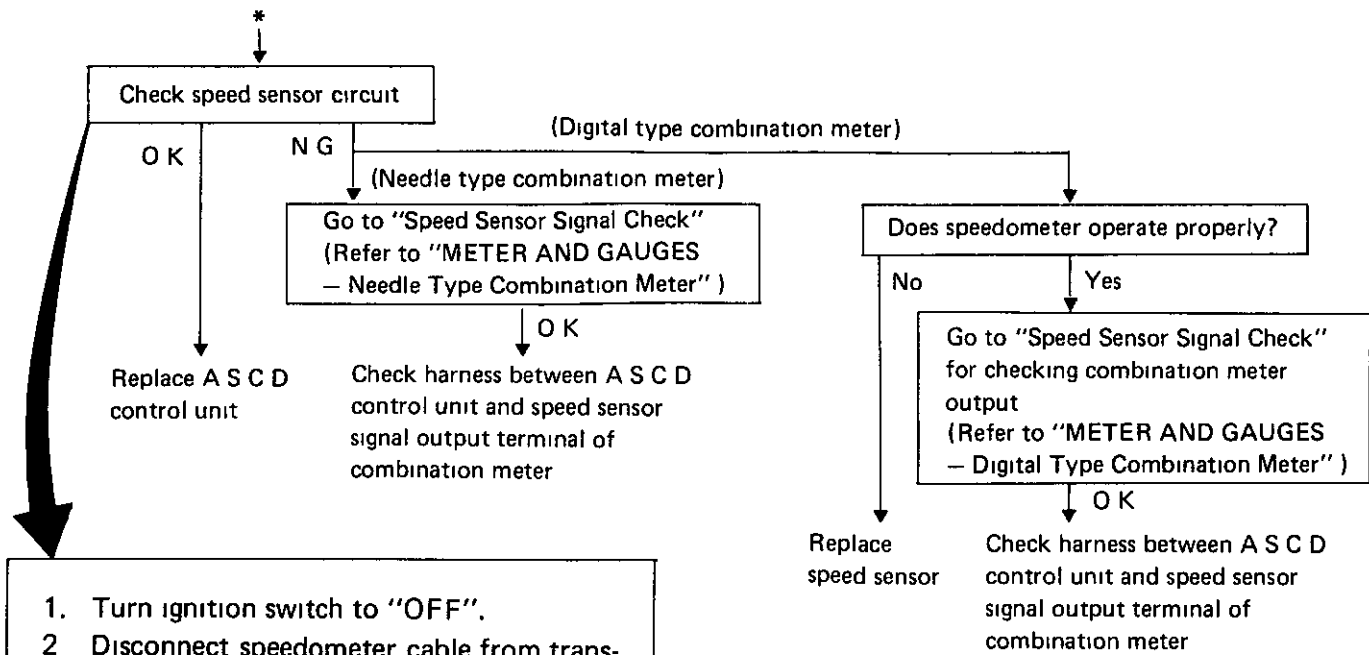 *
Check speed sensor circuit
O K
N G
(Digital type combination meter)
(Needle type combination meter)
Go to "Speed Sensor Signal Check"
(Refer to "METER AND GAUGES
— Needle Type Combination Meter" )
O K
Replace A S C D
control unit
Check harness between A S C D
control unit and speed sensor
signal output terminal of
combination meter
Does speedometer operate properly?
No
Yes
Go to "Speed Sensor Signal Check"
for checking combination meter
output
(Refer to "METER AND GAUGES
— Digital Type Combination Meter" )
O K
Replace
speed sensor
Check harness between A S C D
control unit and speed sensor
signal output terminal of
combination meter
1. Turn ignition switch to "OFF".
2 Disconnect speedometer cable from trans-